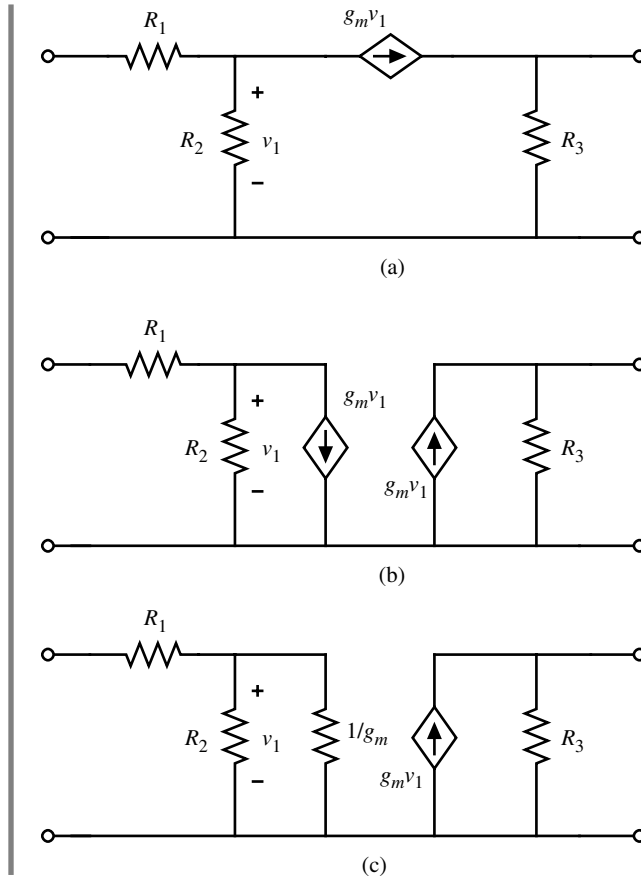 gₘv₁
R₁
+
R₂ v₁ R₃
−
(a)
R₁
gₘv₁
+
R₂ v₁ R₃
gₘv₁
−
(b)
R₁
+
R₂ v₁ 1/gₘ R₃
gₘv₁
−
(c)